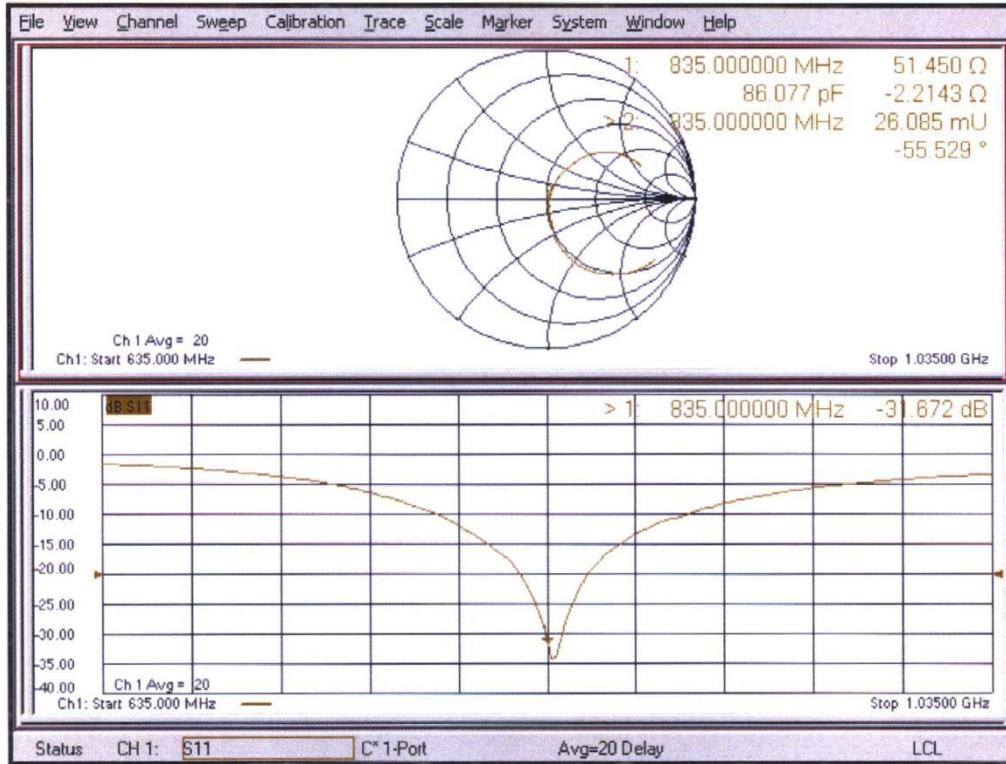 File View Channel Sweep Calibration Trace Scale Marker System Window Help
1: 835.000000 MHz 51.450 Ω
86.077 pF -2.2143 Ω
> 2: 835.000000 MHz 26.085 mU
-55.529 °
Ch 1 Avg = 20
Ch1: Start 635.000 MHz Stop 1.03500 GHz
10.00 dB S11 > 1: 835.000000 MHz -31.672 dB
5.00
0.00
-5.00
-10.00
-15.00
-20.00
-25.00
-30.00
-35.00
-40.00
Ch 1 Avg = 20
Ch1: Start 635.000 MHz Stop 1.03500 GHz
Status CH 1: S11 C* 1-Port Avg=20 Delay LCL